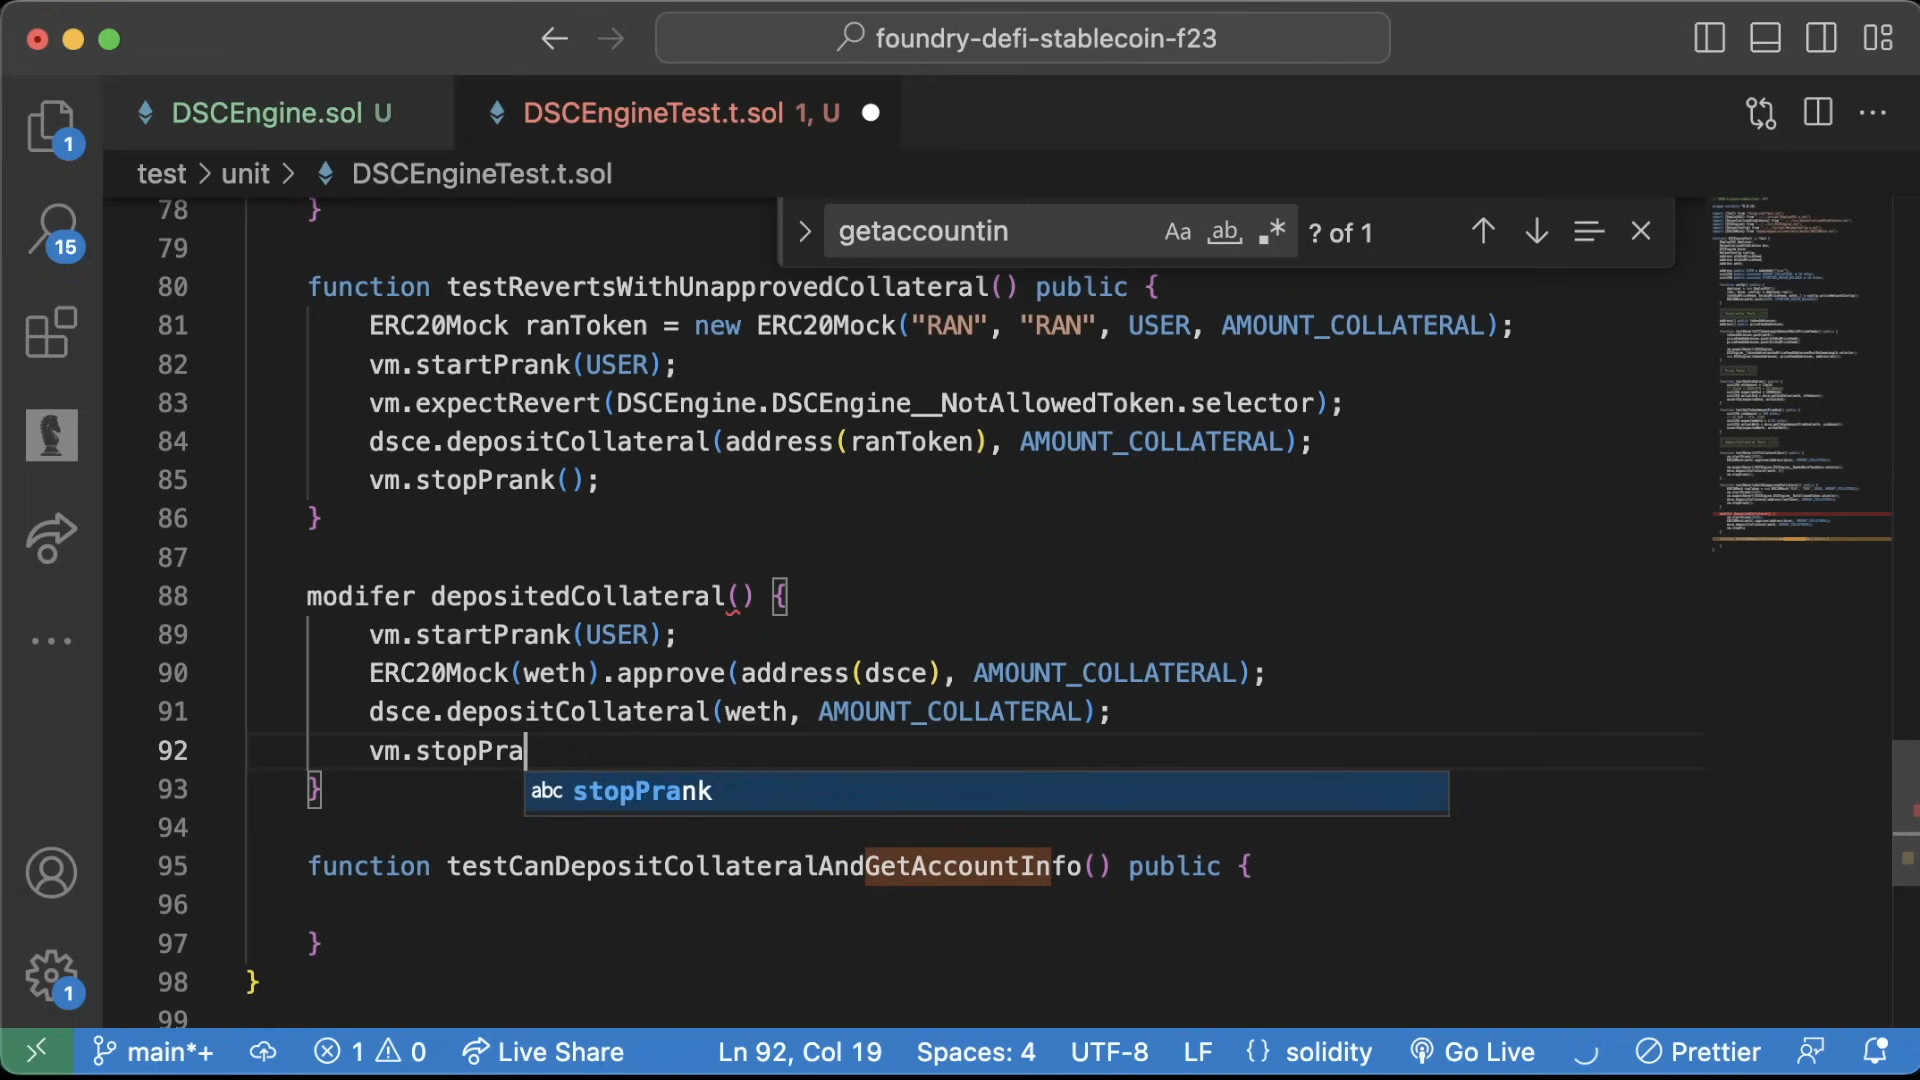 foundry-defi-stablecoin-f23
DSCEngine.sol U
DSCEngineTest.t.sol 1, U
test > unit > DSCEngineTest.t.sol
getaccountin Aa ab .* ? of 1
1
15
1
78 }
79
80 function testRevertsWithUnapprovedCollateral() public {
81 ERC20Mock ranToken = new ERC20Mock("RAN", "RAN", USER, AMOUNT_COLLATERAL);
82 vm.startPrank(USER);
83 vm.expectRevert(DSCEngine.DSCEngine__NotAllowedToken.selector);
84 dsce.depositCollateral(address(ranToken), AMOUNT_COLLATERAL);
85 vm.stopPrank();
86 }
87
88 modifer depositedCollateral() {
89 vm.startPrank(USER);
90 ERC20Mock(weth).approve(address(dsce), AMOUNT_COLLATERAL);
91 dsce.depositCollateral(weth, AMOUNT_COLLATERAL);
92 vm.stopPra
abc stopPrank
93 }
94
95 function testCanDepositCollateralAndGetAccountInfo() public {
96
97 }
98 }
99
main*+ 1 0 Live Share Ln 92, Col 19 Spaces: 4 UTF-8 LF {} solidity Go Live Prettier